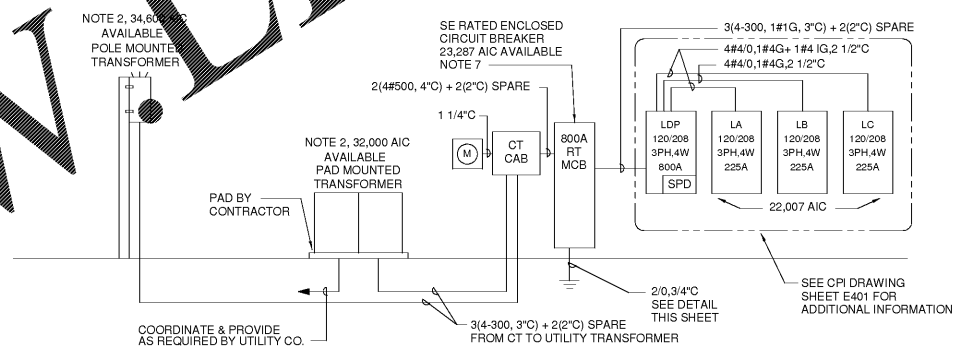 NOTE 2, 34,600 AIC
AVAILABLE
POLE MOUNTED
TRANSFORMER
SE RATED ENCLOSED
CIRCUIT BREAKER
23,287 AIC AVAILABLE
NOTE 7
3(4-300, 1#1G, 3"C) + 2(2"C) SPARE
4#4/0,1#4G+ 1#4 IG,2 1/2"C
4#4/0,1#4G,2 1/2"C
2(4#500, 4"C) + 2(2"C) SPARE
1 1/4"C
M
CT
CAB
800A
RT
MCB
LDP
120/208
3PH,4W
800A
SPD
LA
120/208
3PH,4W
225A
LB
120/208
3PH,4W
225A
LC
120/208
3PH,4W
225A
22,007 AIC
NOTE 2, 32,000 AIC
AVAILABLE
PAD MOUNTED
TRANSFORMER
PAD BY
CONTRACTOR
2/0,3/4"C
SEE DETAIL
THIS SHEET
SEE CPI DRAWING
SHEET E401 FOR
ADDITIONAL INFORMATION
COORDINATE & PROVIDE
AS REQUIRED BY UTILITY CO.
3(4-300, 3"C) + 2(2"C) SPARE
FROM CT TO UTILITY TRANSFORMER